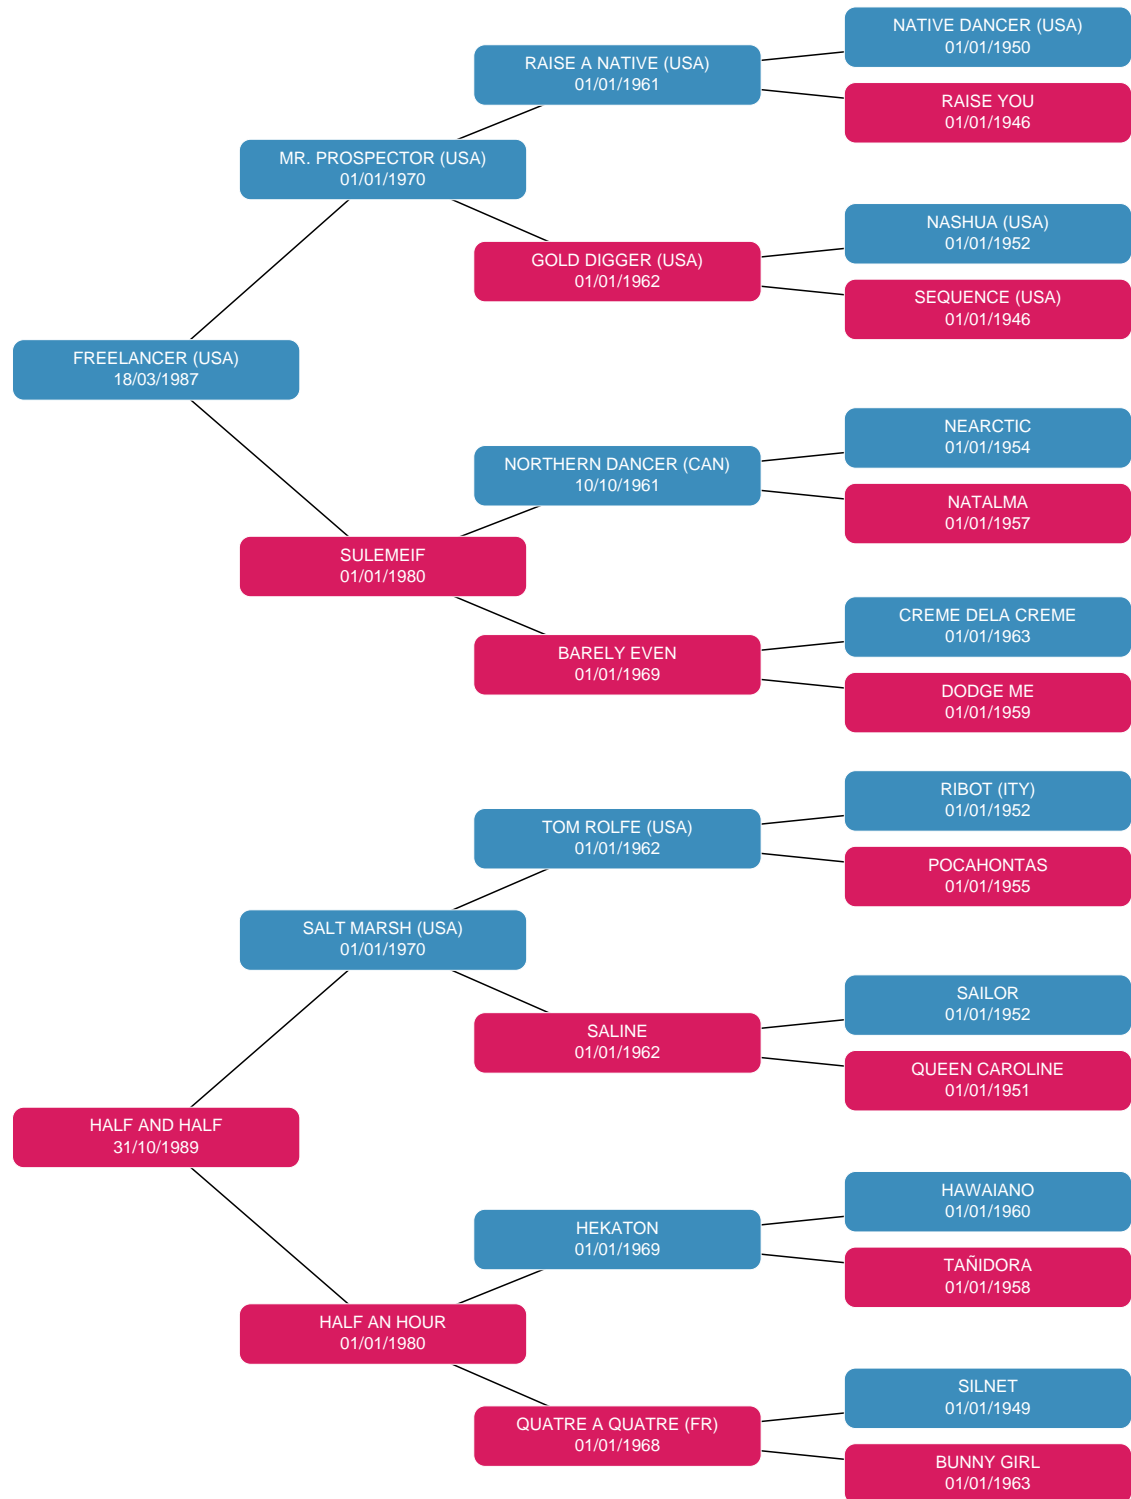 NATIVE DANCER (USA)
01/01/1950
RAISE A NATIVE (USA)
01/01/1961
RAISE YOU
01/01/1946
MR. PROSPECTOR (USA)
01/01/1970
NASHUA (USA)
01/01/1952
GOLD DIGGER (USA)
01/01/1962
SEQUENCE (USA)
01/01/1946
FREELANCER (USA)
18/03/1987
NEARCTIC
01/01/1954
NORTHERN DANCER (CAN)
10/10/1961
NATALMA
01/01/1957
SULEMEIF
01/01/1980
CREME DELA CREME
01/01/1963
BARELY EVEN
01/01/1969
DODGE ME
01/01/1959
RIBOT (ITY)
01/01/1952
TOM ROLFE (USA)
01/01/1962
POCAHONTAS
01/01/1955
SALT MARSH (USA)
01/01/1970
SAILOR
01/01/1952
SALINE
01/01/1962
QUEEN CAROLINE
01/01/1951
HALF AND HALF
31/10/1989
HAWAIANO
01/01/1960
HEKATON
01/01/1969
TAÑIDORA
01/01/1958
HALF AN HOUR
01/01/1980
SILNET
01/01/1949
QUATRE A QUATRE (FR)
01/01/1968
BUNNY GIRL
01/01/1963